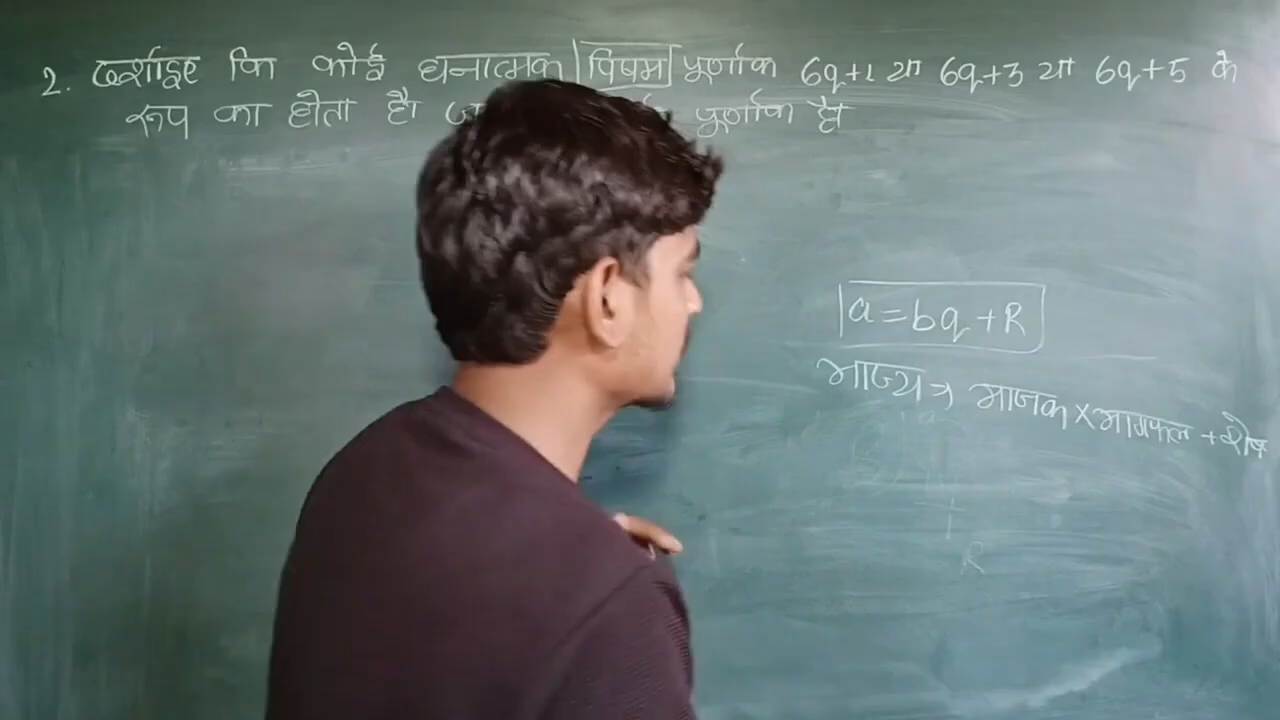 2. दर्शाइए कि कोई धनात्मक विषम पूर्णांक 6q+1 या 6q+3 या 6q+5 के
रूप का होता है। पूर्णांक है।
a=bq+R
भाज्य → भाजक × भागफल + शेष
R